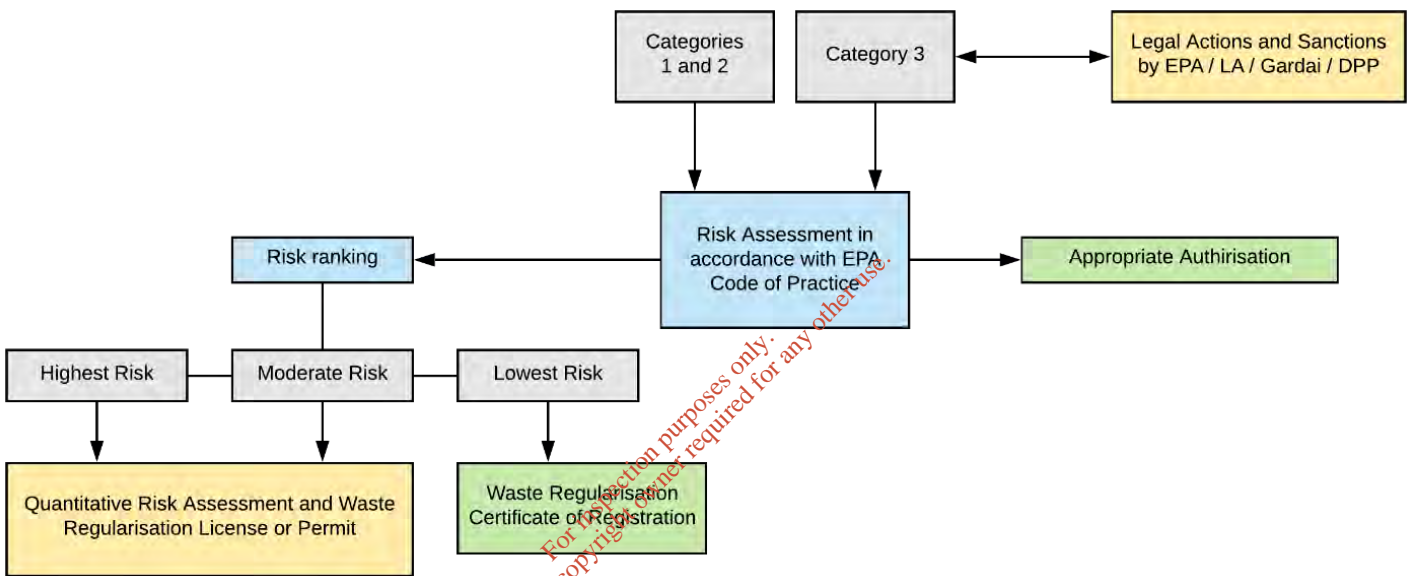 Categories
1 and 2
Category 3
Legal Actions and Sanctions
by EPA / LA / Gardai / DPP
Risk ranking
Risk Assessment in
accordance with EPA
Code of Practice
Appropriate Authirisation
Highest Risk
Moderate Risk
Lowest Risk
Quantitative Risk Assessment and Waste
Regularisation License or Permit
Waste Regularisation
Certificate of Registration
For inspection purposes only.
copyright owner required for any other use.